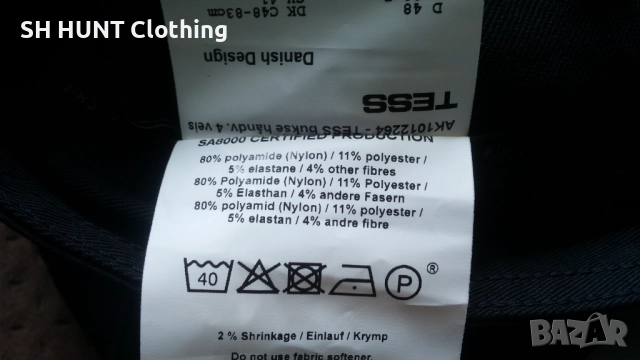 SH HUNT Clothing
D 48
DK C48-83cm
Danish Design
TESS
AK1012264 - TESS bukse håndv. 4 vels
SA8000 CERTIFIED PRODUCTION
80% polyamide (Nylon) / 11% polyester /
5% elastane / 4% other fibres
80% Polyamide (Nylon) / 11% polyester /
5% Elasthan / 4% andere Fasern
80% polyamid (Nylon) / 11% polyester /
5% elastan / 4% andre fibre
40 P ®
2 % Shrinkage / Einlauf / Krymp
Do not use fabric softener
BAZAR